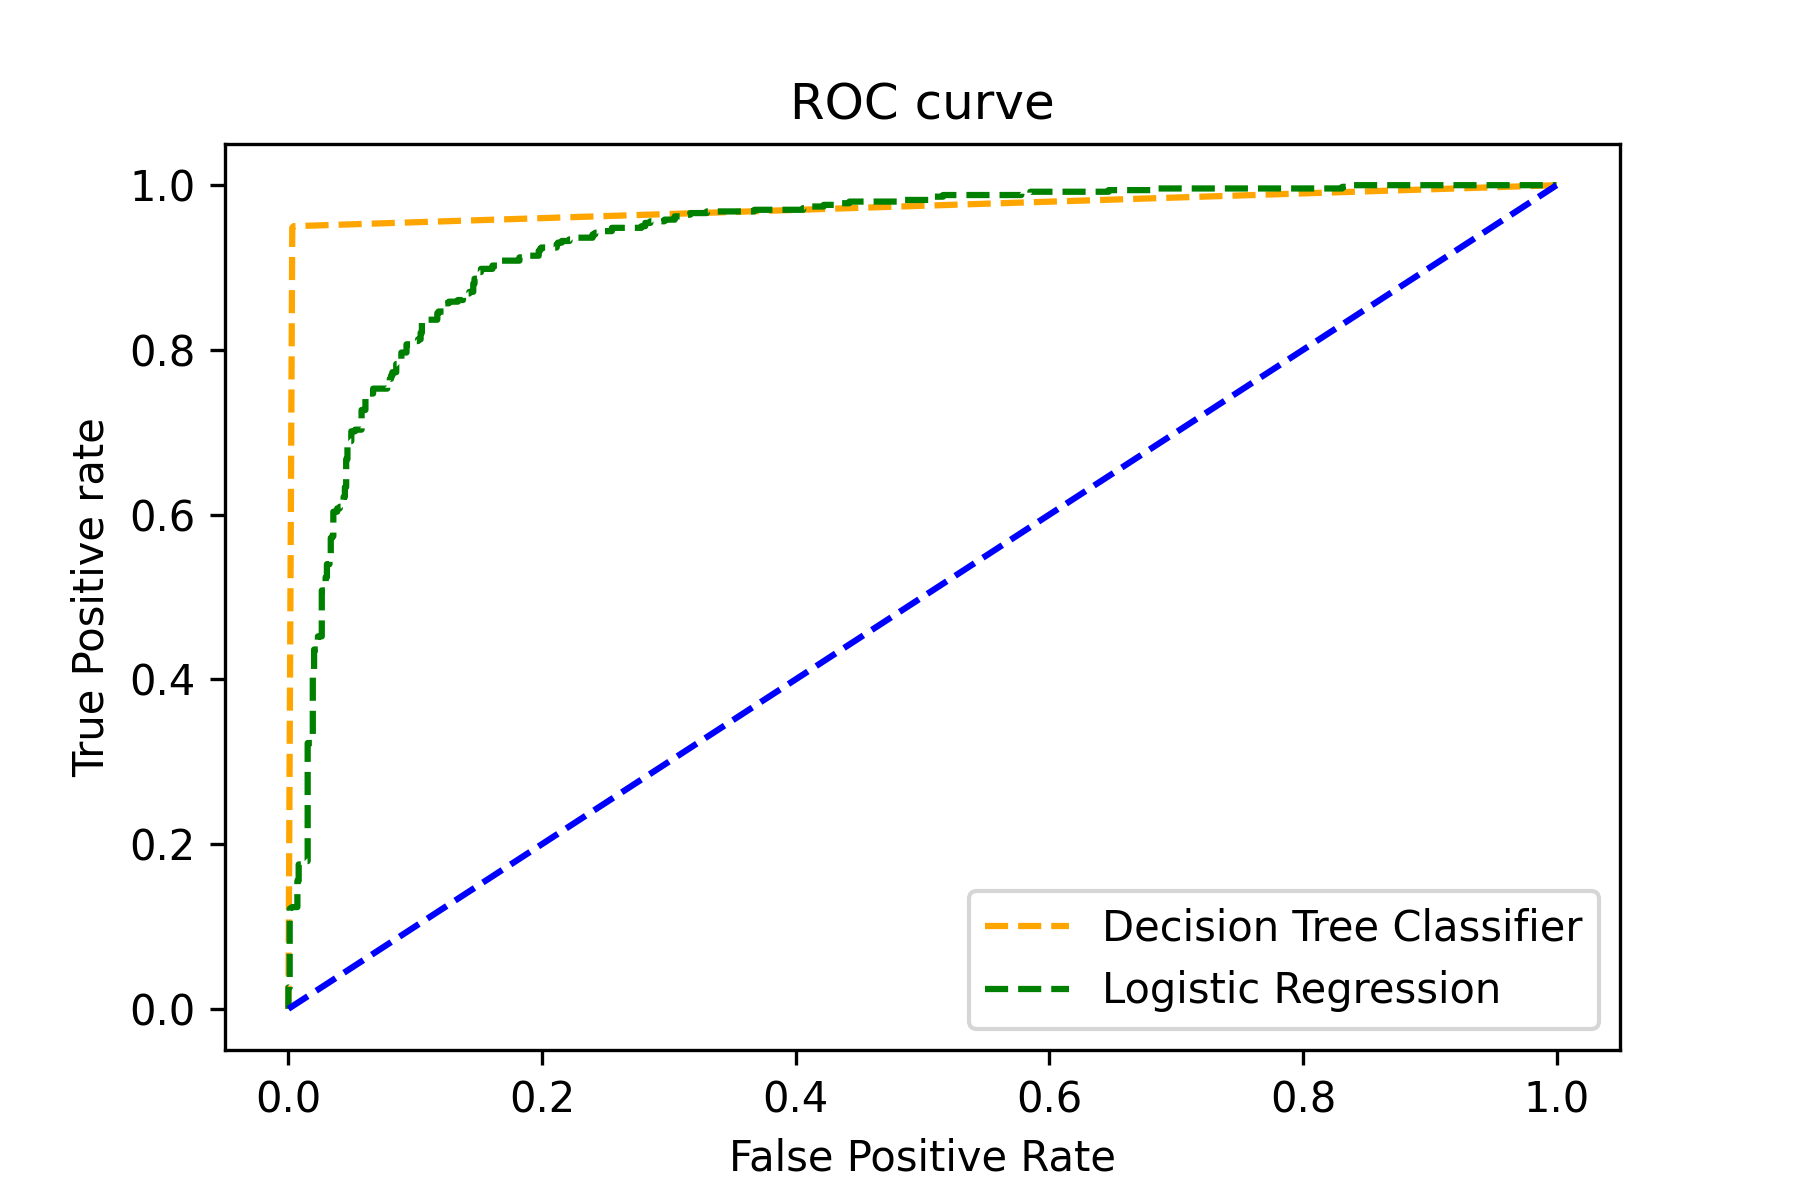 ROC curve
1.0
0.8
0.6
0.4
0.2
0.0
True Positive rate
Decision Tree Classifier
Logistic Regression
0.0 0.2 0.4 0.6 0.8 1.0
False Positive Rate